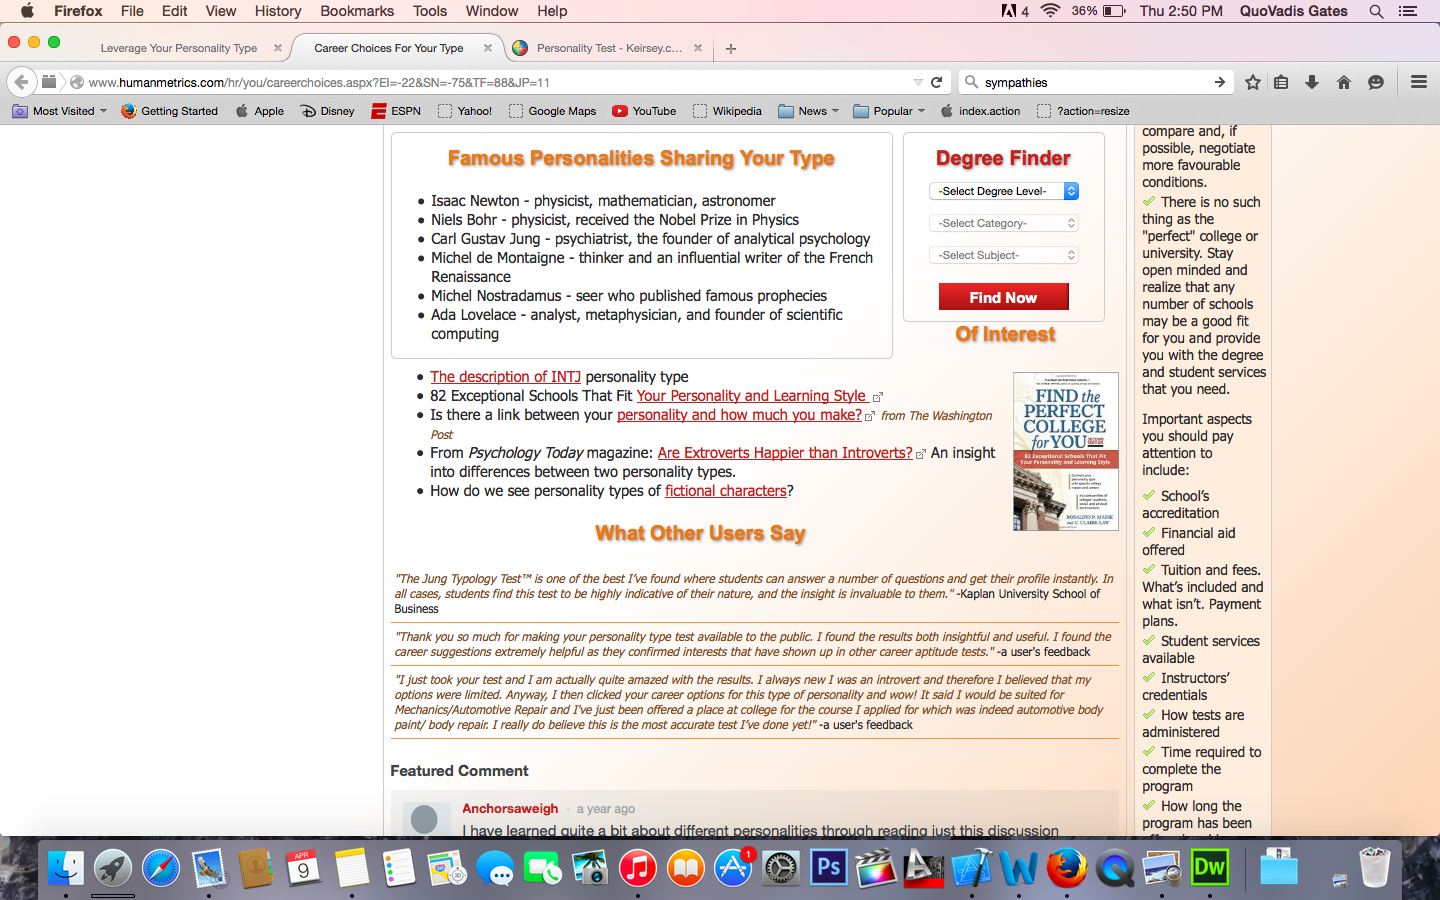 Firefox File Edit View History Bookmarks Tools Window Help 4 36% Thu 2:50 PM QuoVadis Gates
Leverage Your Personality Type Career Choices For Your Type Personality Test - Keirsey.c...
www.humanmetrics.com/hr/you/careerchoices.aspx?EI=-22&SN=-75&TF=88&JP=11 sympathies
Most Visited Getting Started Apple Disney ESPN Yahoo! Google Maps YouTube Wikipedia News Popular index.action ?action=resize
Famous Personalities Sharing Your Type
Isaac Newton - physicist, mathematician, astronomer
Niels Bohr - physicist, received the Nobel Prize in Physics
Carl Gustav Jung - psychiatrist, the founder of analytical psychology
Michel de Montaigne - thinker and an influential writer of the French
Renaissance
Michel Nostradamus - seer who published famous prophecies
Ada Lovelace - analyst, metaphysician, and founder of scientific
computing
Degree Finder
-Select Degree Level-
-Select Category-
-Select Subject-
Find Now
Of Interest
The description of INTJ personality type
82 Exceptional Schools That Fit Your Personality and Learning Style
Is there a link between your personality and how much you make? from The Washington
Post
From Psychology Today magazine: Are Extroverts Happier than Introverts? An insight
into differences between two personality types.
How do we see personality types of fictional characters?
FIND the
PERFECT
COLLEGE
for YOU SECOND EDITION
82 Exceptional Schools That Fit
Your Personality and Learning Style
ROSALIND P. MARIE
and C. CLAIRE LAW
What Other Users Say
"The Jung Typology Test™ is one of the best I've found where students can answer a number of questions and get their profile instantly. In
all cases, students find this test to be highly indicative of their nature, and the insight is invaluable to them." -Kaplan University School of
Business
"Thank you so much for making your personality type test available to the public. I found the results both insightful and useful. I found the
career suggestions extremely helpful as they confirmed interests that have shown up in other career aptitude tests." -a user's feedback
"I just took your test and I am actually quite amazed with the results. I always new I was an introvert and therefore I believed that my
options were limited. Anyway, I then clicked your career options for this type of personality and wow! It said I would be suited for
Mechanics/Automotive Repair and I've just been offered a place at college for the course I applied for which was indeed automotive body
paint/ body repair. I really do believe this is the most accurate test I've done yet!" -a user's feedback
Featured Comment
Anchorsaweigh · a year ago
I have learned quite a bit about different personalities through reading just this discussion
compare and, if
possible, negotiate
more favourable
conditions.
There is no such
thing as the
"perfect" college or
university. Stay
open minded and
realize that any
number of schools
may be a good fit
for you and provide
you with the degree
and student services
that you need.
Important aspects
you should pay
attention to
include:
School's
accreditation
Financial aid
offered
Tuition and fees.
What's included and
what isn't. Payment
plans.
Student services
available
Instructors'
credentials
How tests are
administered
Time required to
complete the
program
How long the
program has been
APR
9
1
Ps
Dw